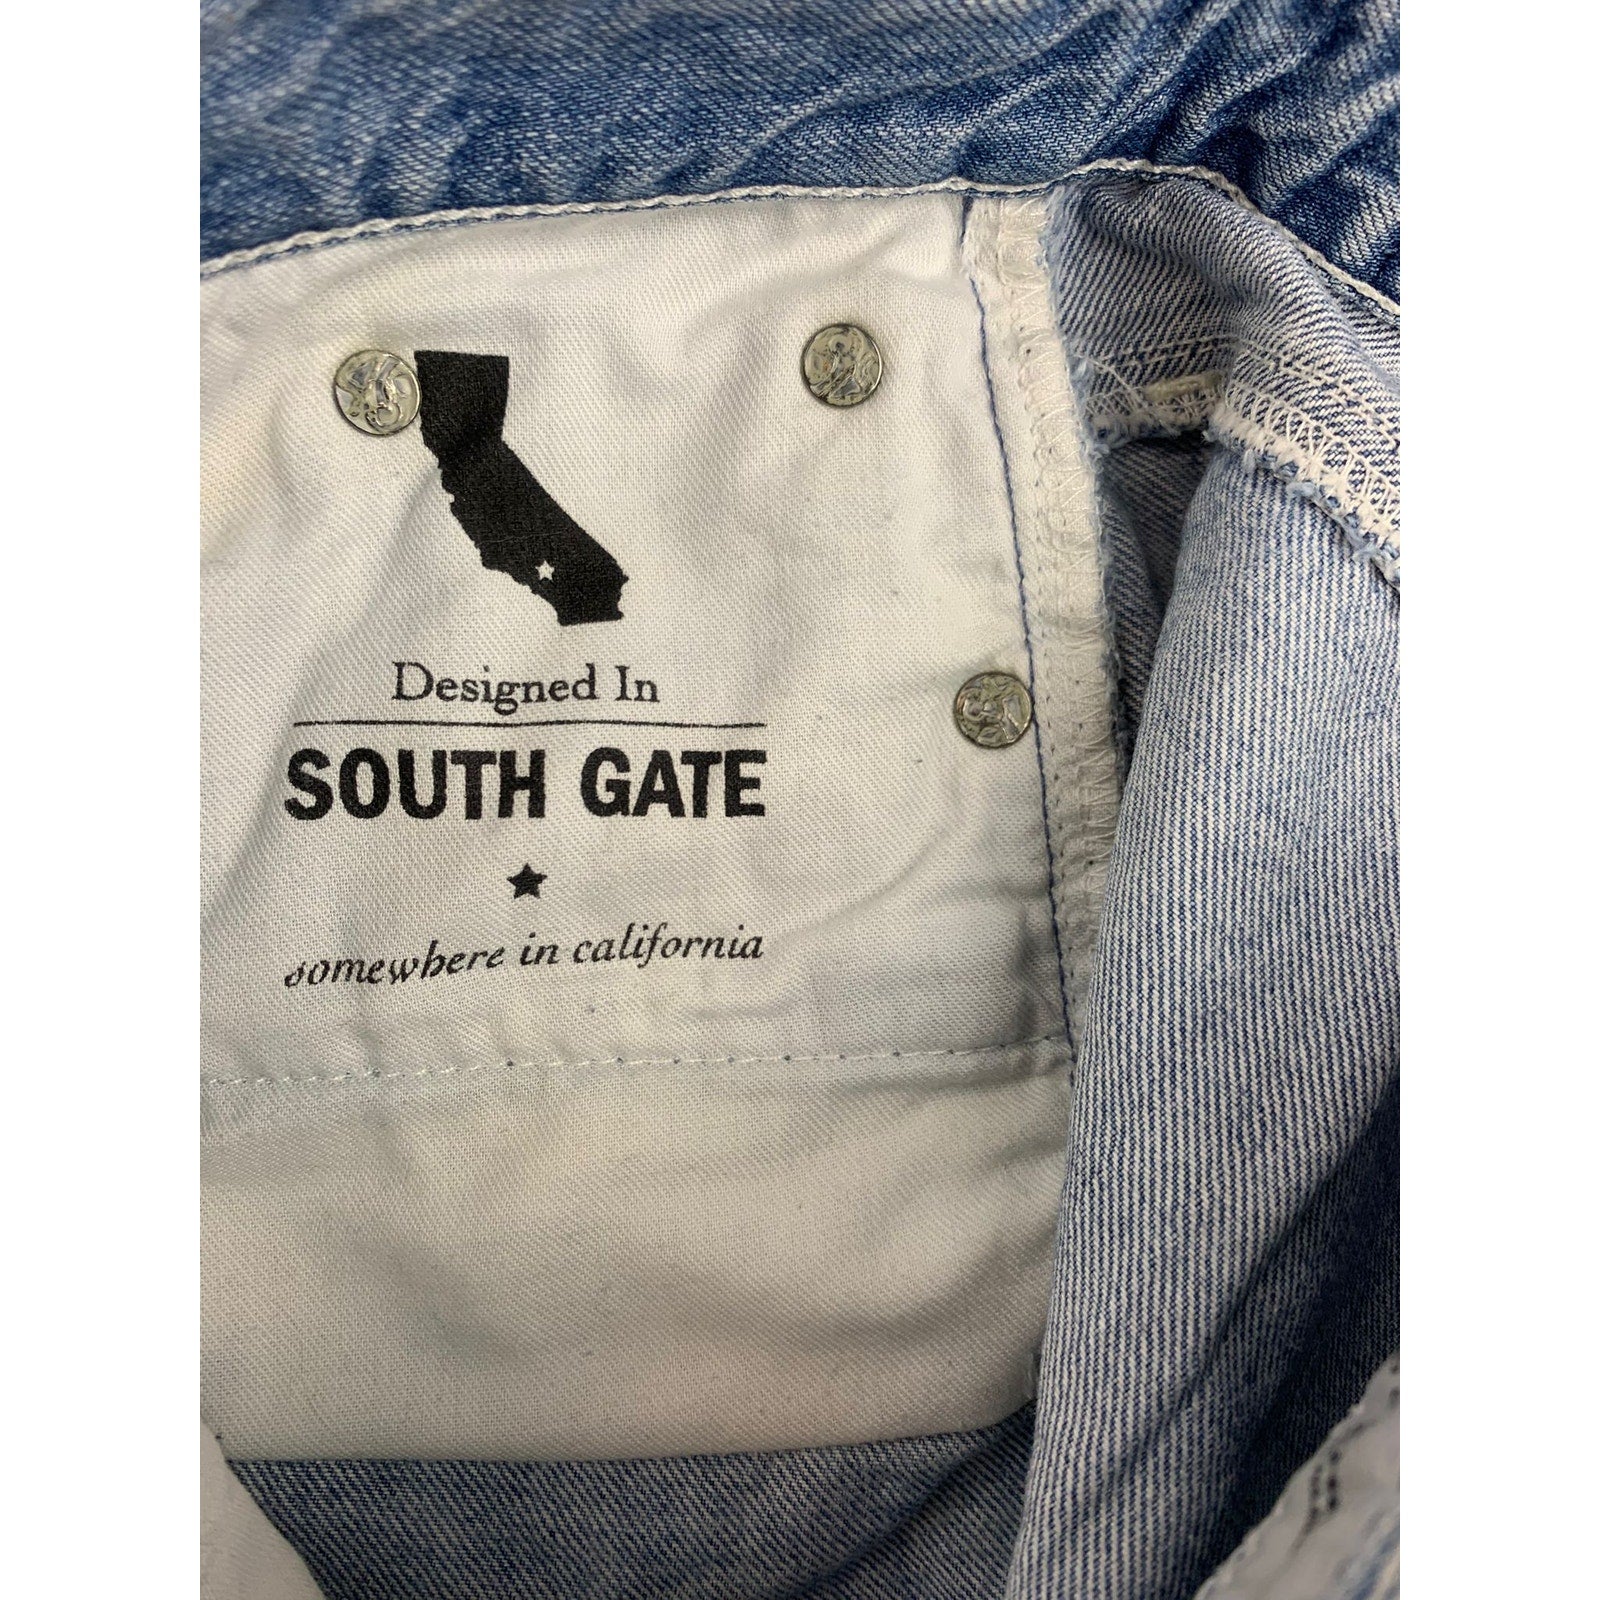 Designed In
SOUTH GATE
somewhere in california